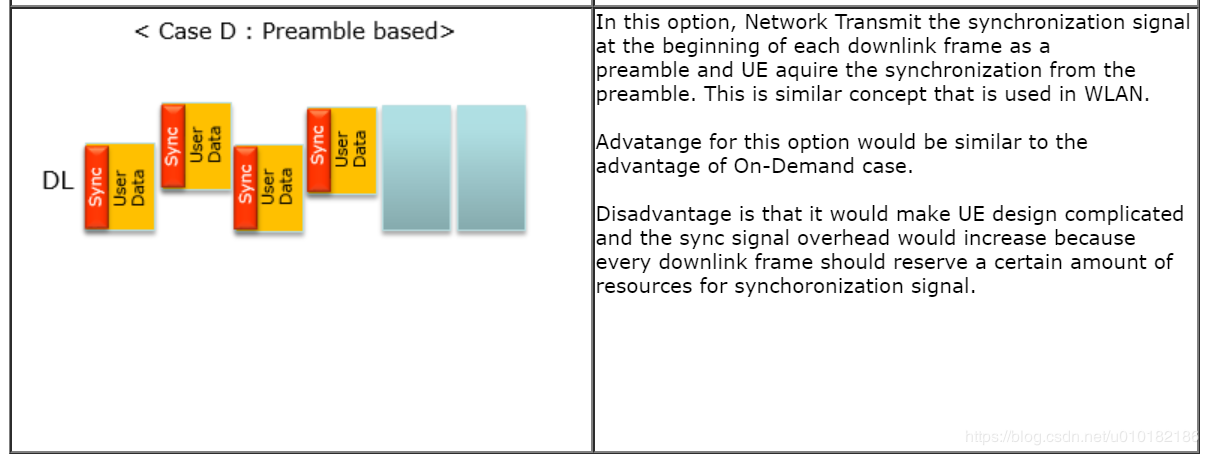 < Case D : Preamble based>
DL
Sync
User
Data
Sync
User
Data
Sync
User
Data
Sync
User
Data
In this option, Network Transmit the synchronization signal
at the beginning of each downlink frame as a
preamble and UE aquire the synchronization from the
preamble. This is similar concept that is used in WLAN.
Advatange for this option would be similar to the
advantage of On-Demand case.
Disadvantage is that it would make UE design complicated
and the sync signal overhead would increase because
every downlink frame should reserve a certain amount of
resources for synchoronization signal.
https://blog.csdn.net/u010182186